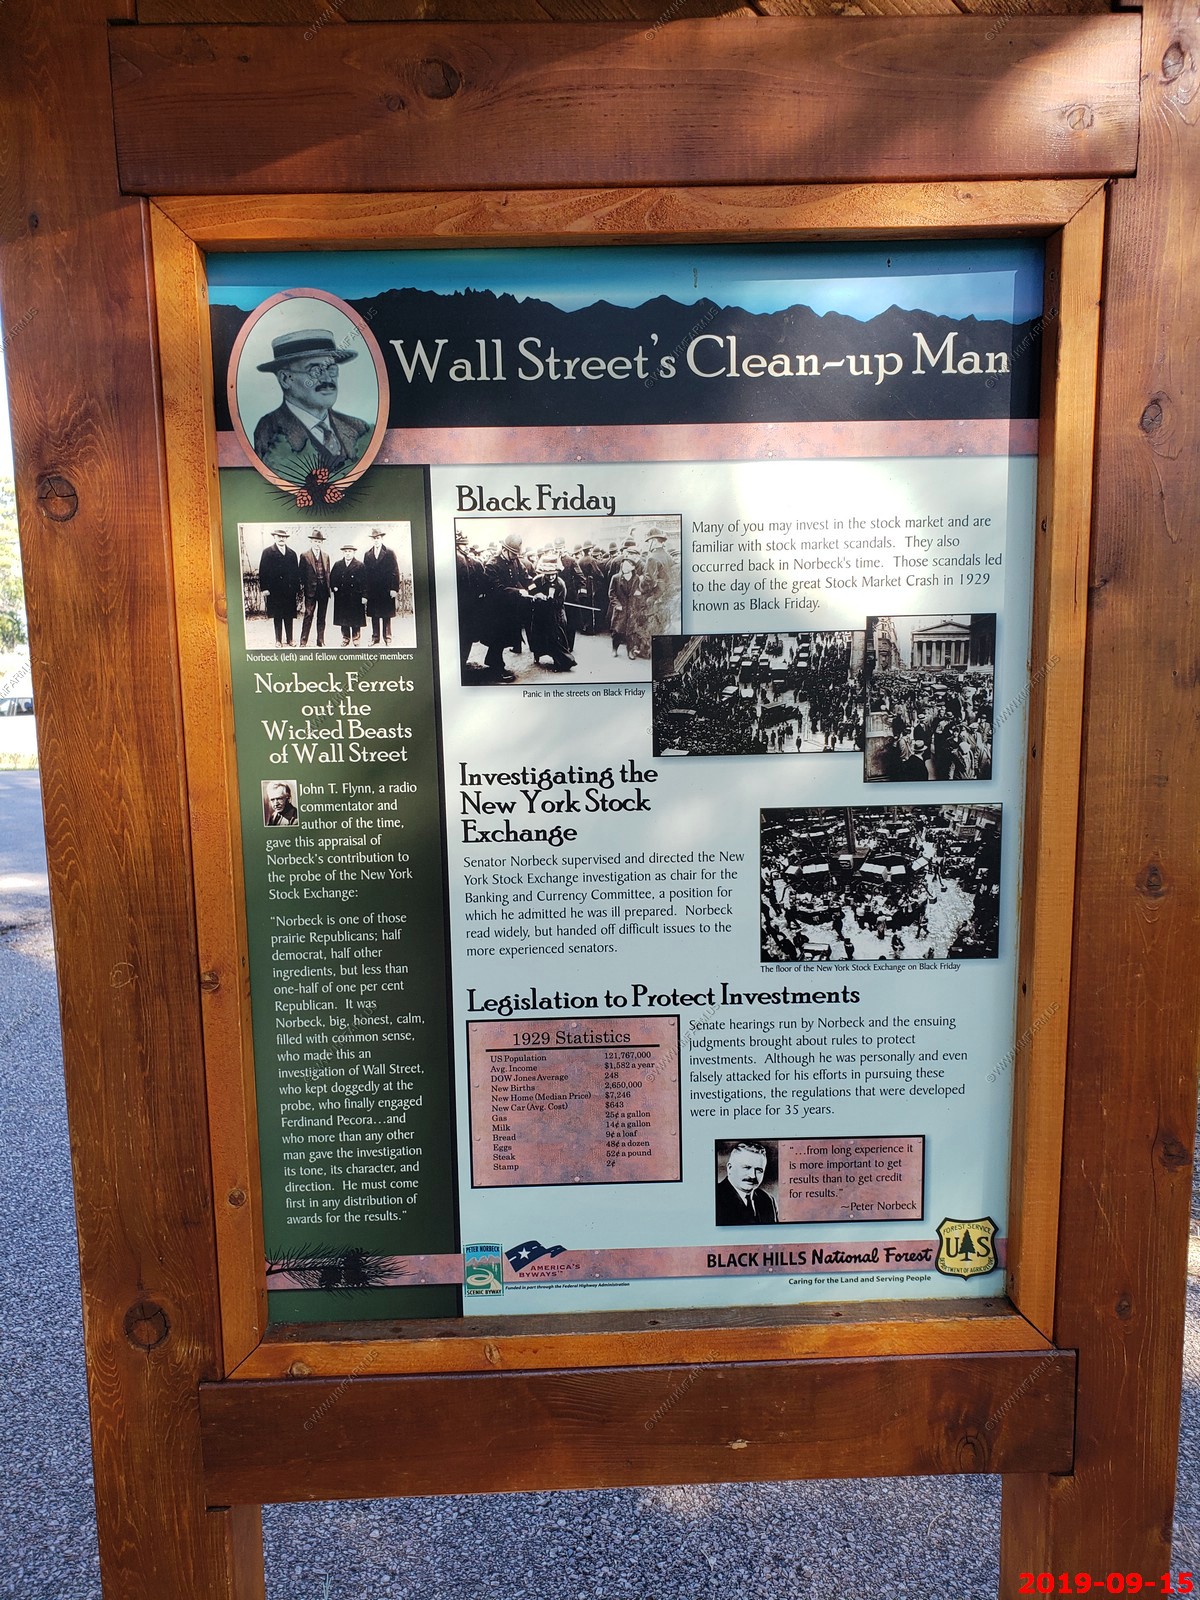 Wall Street's Clean-up Man
Norbeck (left) and fellow committee members
Norbeck Ferrets
out the
Wicked Beasts
of Wall Street
John T. Flynn, a radio
commentator and
author of the time,
gave this appraisal of
Norbeck's contribution to
the probe of the New York
Stock Exchange:
"Norbeck is one of those
prairie Republicans; half
democrat, half other
ingredients, but less than
one-half of one per cent
Republican. It was
Norbeck, big, honest, calm,
filled with common sense,
who made this an
investigation of Wall Street,
who kept doggedly at the
probe, who finally engaged
Ferdinand Pecora...and
who more than any other
man gave the investigation
its tone, its character, and
direction. He must come
first in any distribution of
awards for the results."
Black Friday
Many of you may invest in the stock market and are
familiar with stock market scandals. They also
occurred back in Norbeck's time. Those scandals led
to the day of the great Stock Market Crash in 1929
known as Black Friday.
Panic in the streets on Black Friday
Investigating the
New York Stock
Exchange
Senator Norbeck supervised and directed the New
York Stock Exchange investigation as chair for the
Banking and Currency Committee, a position for
which he admitted he was ill prepared. Norbeck
read widely, but handed off difficult issues to the
more experienced senators.
The floor of the New York Stock Exchange on Black Friday
Legislation to Protect Investments
1929 Statistics
US Population 121,767,000
Avg. Income $1,582 a year
DOW Jones Average 248
New Births 2,650,000
New Home (Median Price) $7,246
New Car (Avg. Cost) $643
Gas 25¢ a gallon
Milk 14¢ a gallon
Bread 9¢ a loaf
Eggs 48¢ a dozen
Steak 52¢ a pound
Stamp 2¢
Senate hearings run by Norbeck and the ensuing
judgments brought about rules to protect
investments. Although he was personally and even
falsely attacked for his efforts in pursuing these
investigations, the regulations that were developed
were in place for 35 years.
"...from long experience it
is more important to get
results than to get credit
for results."
~Peter Norbeck
PETER NORBECK
SCENIC BYWAY
AMERICA'S
BYWAYS
Funded in part through the Federal Highway Administration
BLACK HILLS National Forest
Caring for the Land and Serving People
FOREST SERVICE
U S
DEPARTMENT OF AGRICULTURE
2019-09-15